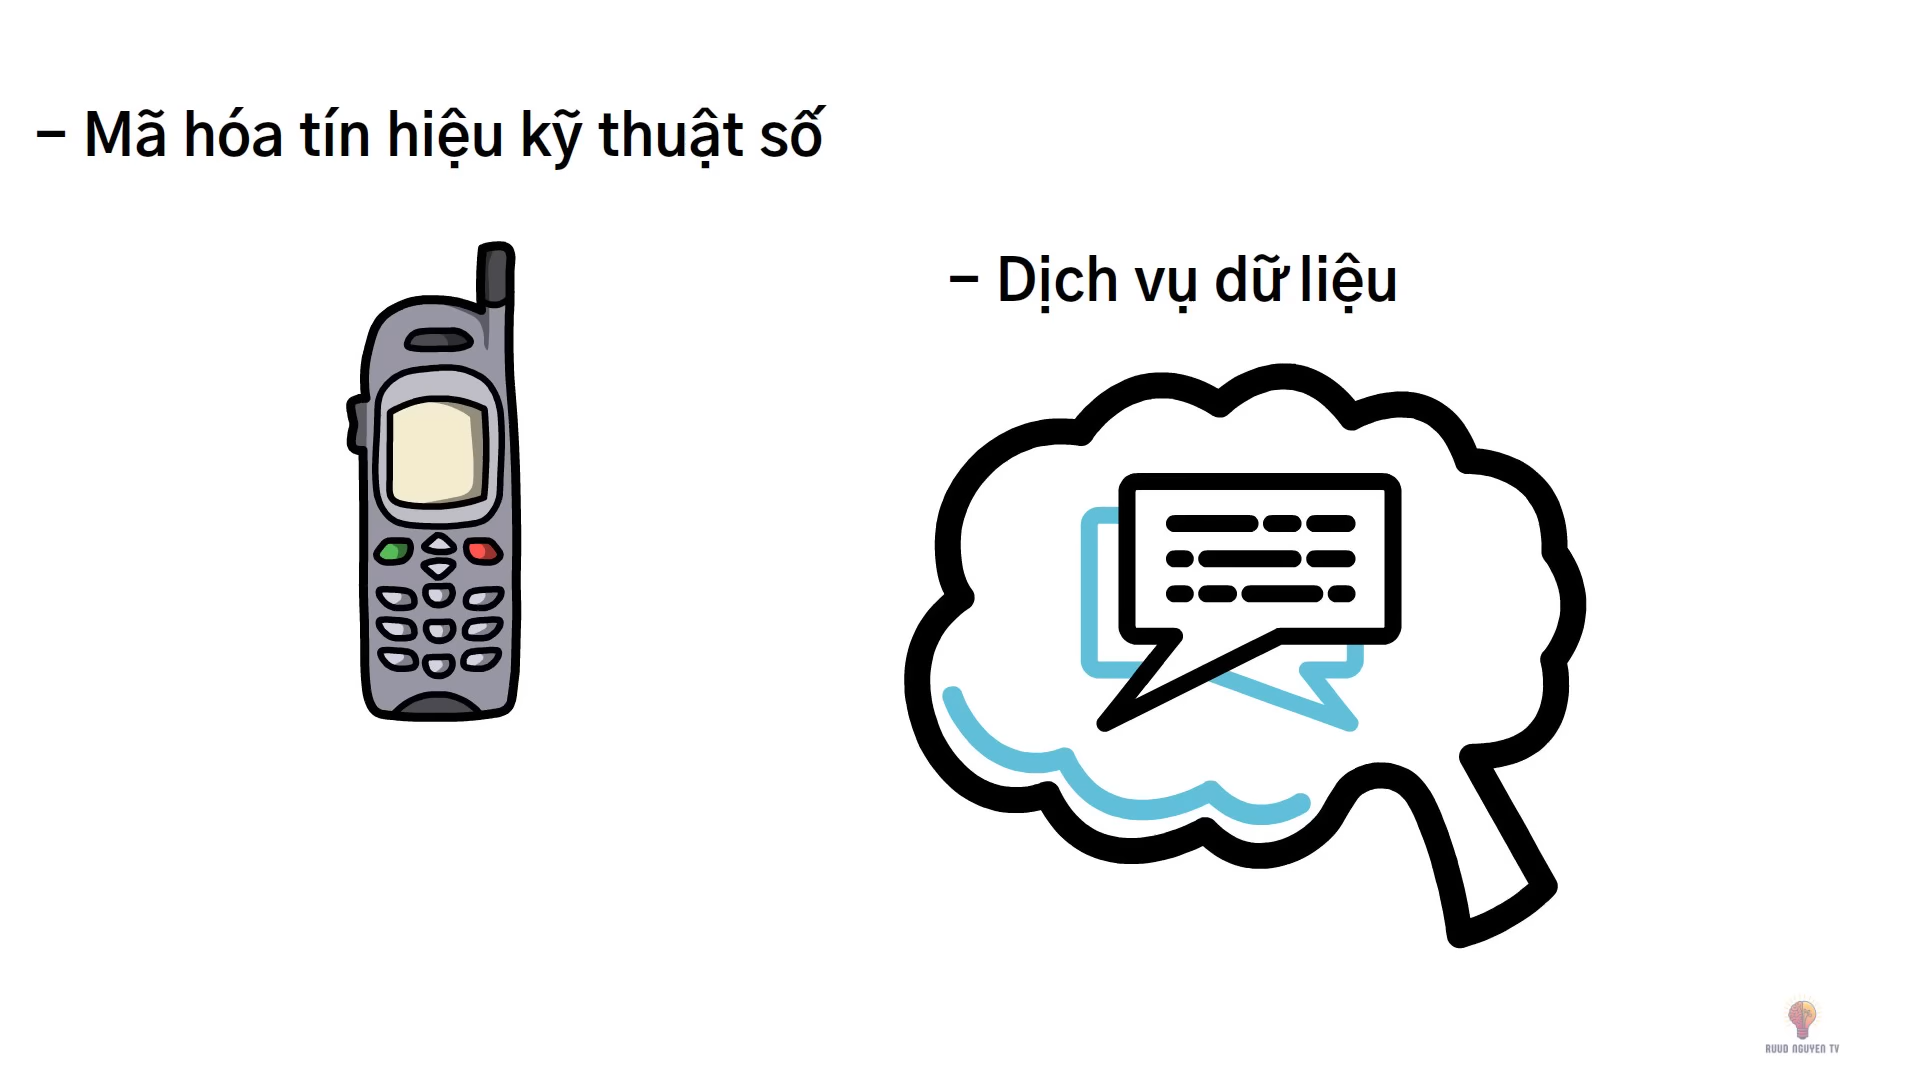 – Mã hóa tín hiệu kỹ thuật số
– Dịch vụ dữ liệu
RUUD NGUYEN TV